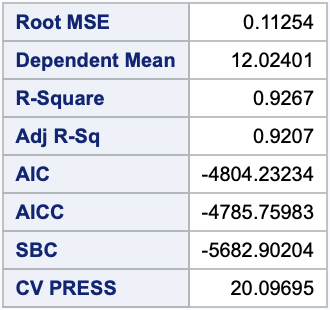 Root MSE 0.11254
Dependent Mean 12.02401
R-Square 0.9267
Adj R-Sq 0.9207
AIC -4804.23234
AICC -4785.75983
SBC -5682.90204
CV PRESS 20.09695